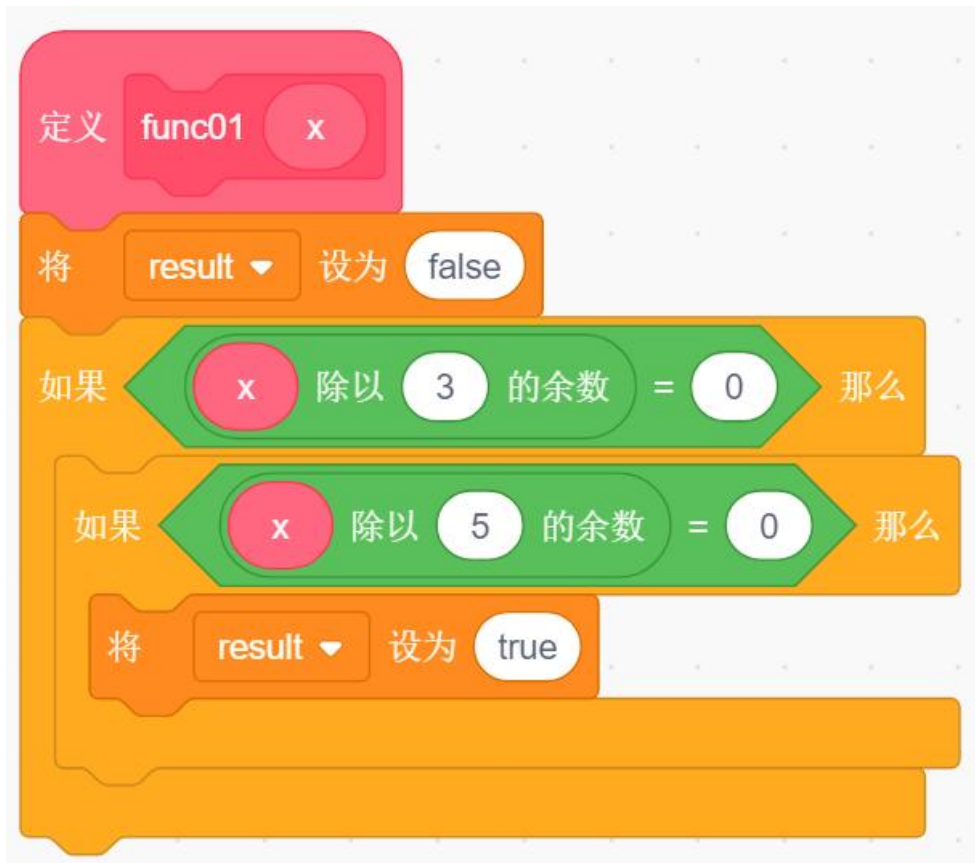 定义 func01 x
将 result 设为 false
如果 x 除以 3 的余数 = 0 那么
如果 x 除以 5 的余数 = 0 那么
将 result 设为 true